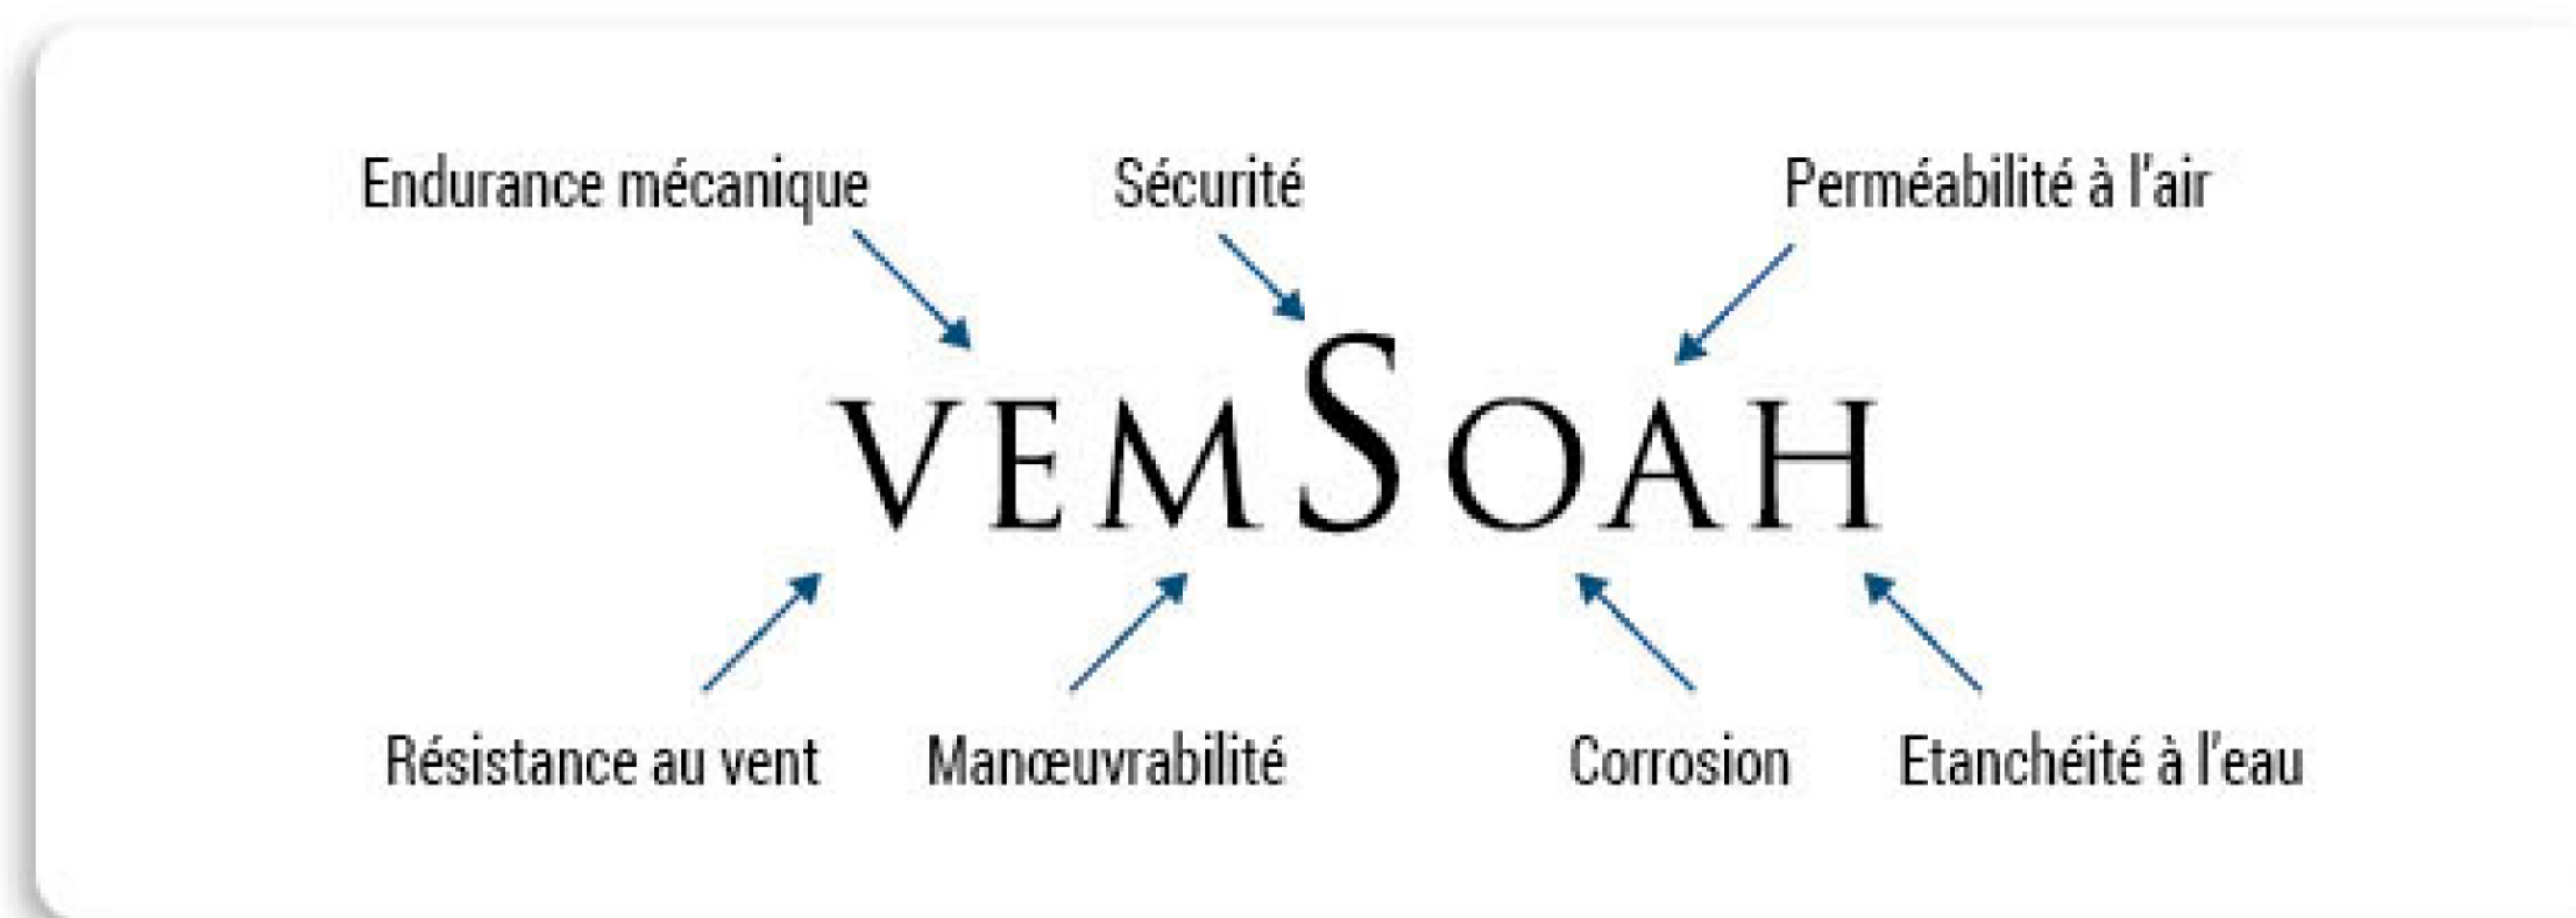 Endurance mécanique Sécurité Perméabilité à l'air
VEMSOAH
Résistance au vent Manœuvrabilité Corrosion Etanchéité à l'eau